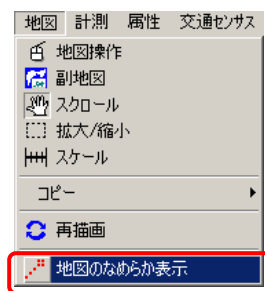 地図 計測 属性 交通センサス
地図操作
副地図
スクロール
拡大/縮小
スケール
コピー
再描画
地図のなめらか表示